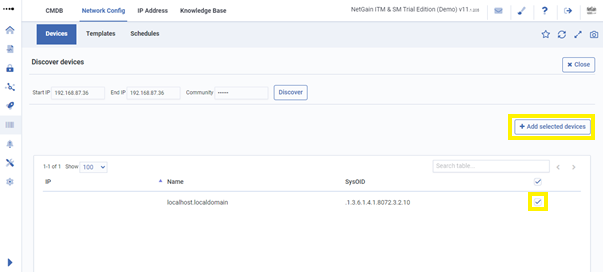 CMDB Network Config IP Address Knowledge Base NetGain ITM & SM Trial Edition (Demo) v11
Devices Templates Schedules
Discover devices
Close
Start IP 192.168.87.36 End IP 192.168.87.36 Community ••••• Discover
+ Add selected devices
1-1 of 1 Show 100 Search table...
IP Name SysOID
localhost.localdomain .1.3.6.1.4.1.8072.3.2.10